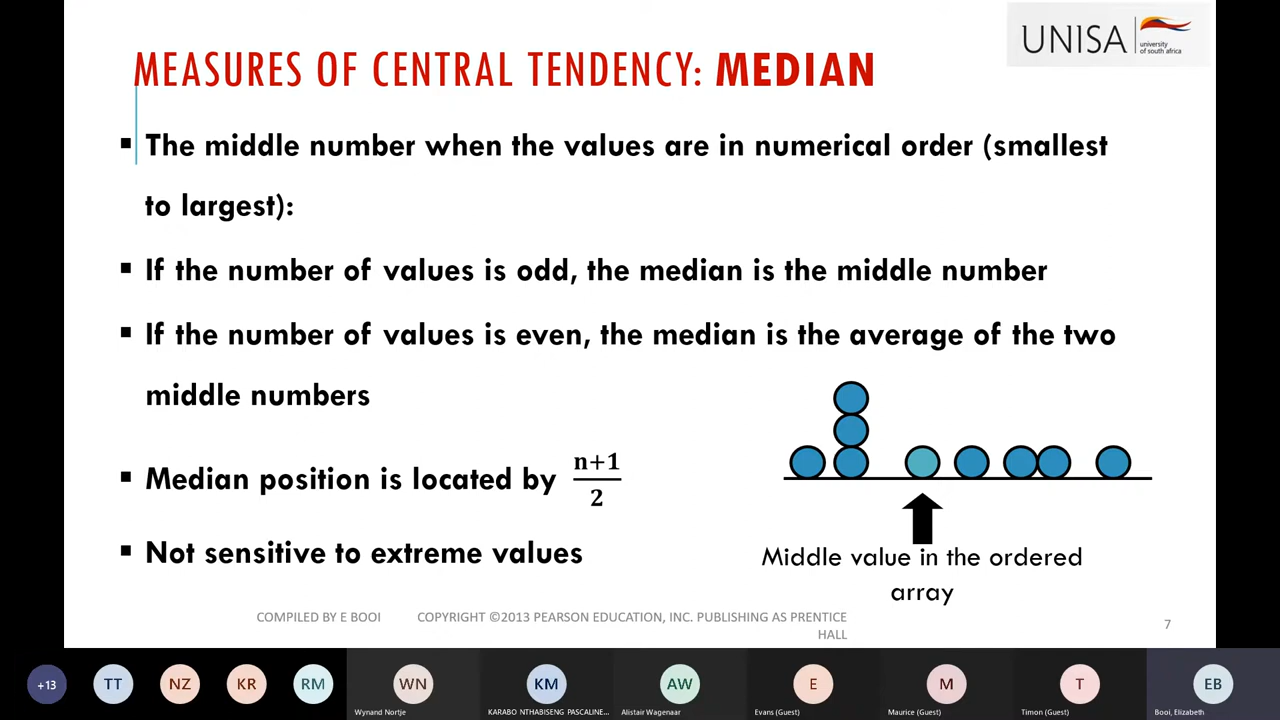 UNISA
university
of south africa
MEASURES OF CENTRAL TENDENCY: MEDIAN
▪ The middle number when the values are in numerical order (smallest
to largest):
▪ If the number of values is odd, the median is the middle number
▪ If the number of values is even, the median is the average of the two
middle numbers
▪ Median position is located by n+1
2
▪ Not sensitive to extreme values
Middle value in the ordered
array
COMPILED BY E BOOI COPYRIGHT ©2013 PEARSON EDUCATION, INC. PUBLISHING AS PRENTICE
HALL
7
+13 TT NZ KR RM WN KM AW E M T EB
Wynand Nortje KARABO NTHABISENG PASCALINE... Alistair Wagenaar Evans (Guest) Maurice (Guest) Timon (Guest) Booi, Elizabeth